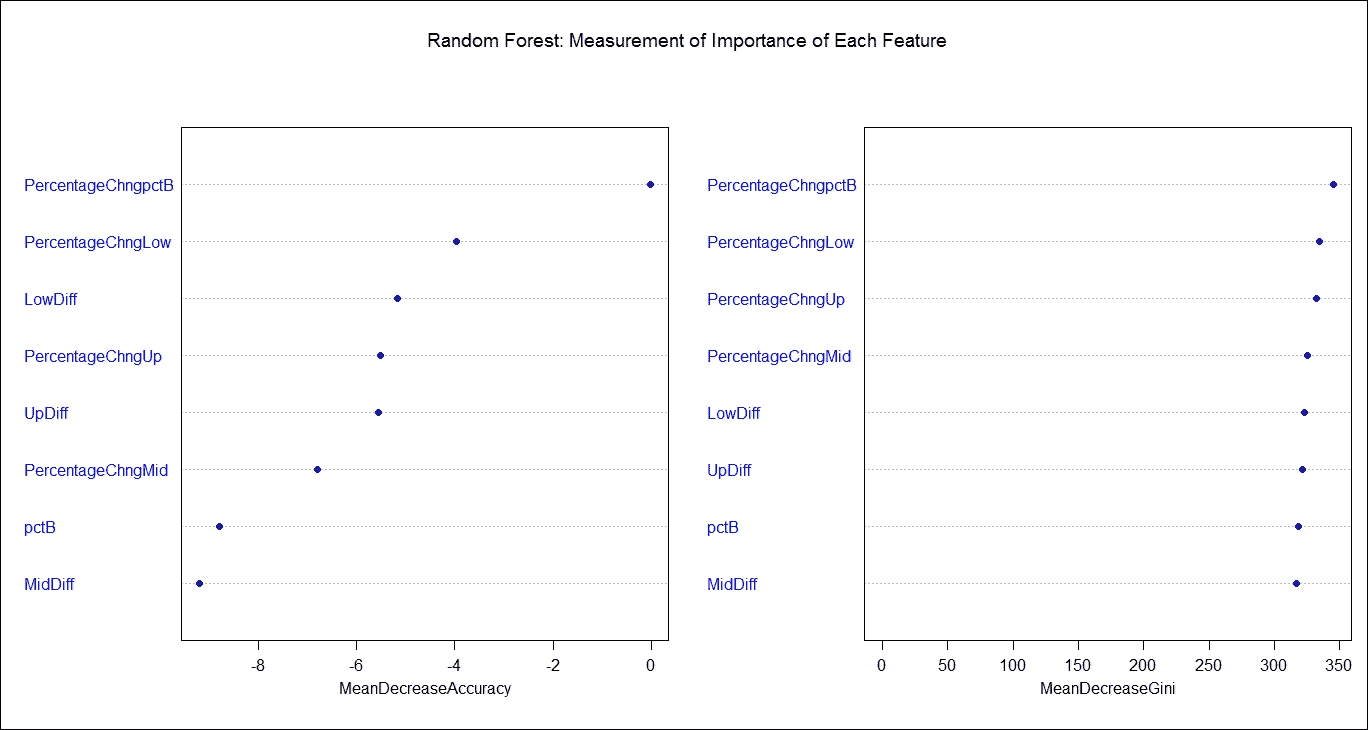 Random Forest: Measurement of Importance of Each Feature
PercentageChngpctB
PercentageChngLow
LowDiff
PercentageChngUp
UpDiff
PercentageChngMid
pctB
MidDiff
-8 -6 -4 -2 0
MeanDecreaseAccuracy
PercentageChngpctB
PercentageChngLow
PercentageChngUp
PercentageChngMid
LowDiff
UpDiff
pctB
MidDiff
0 50 100 150 200 250 300 350
MeanDecreaseGini